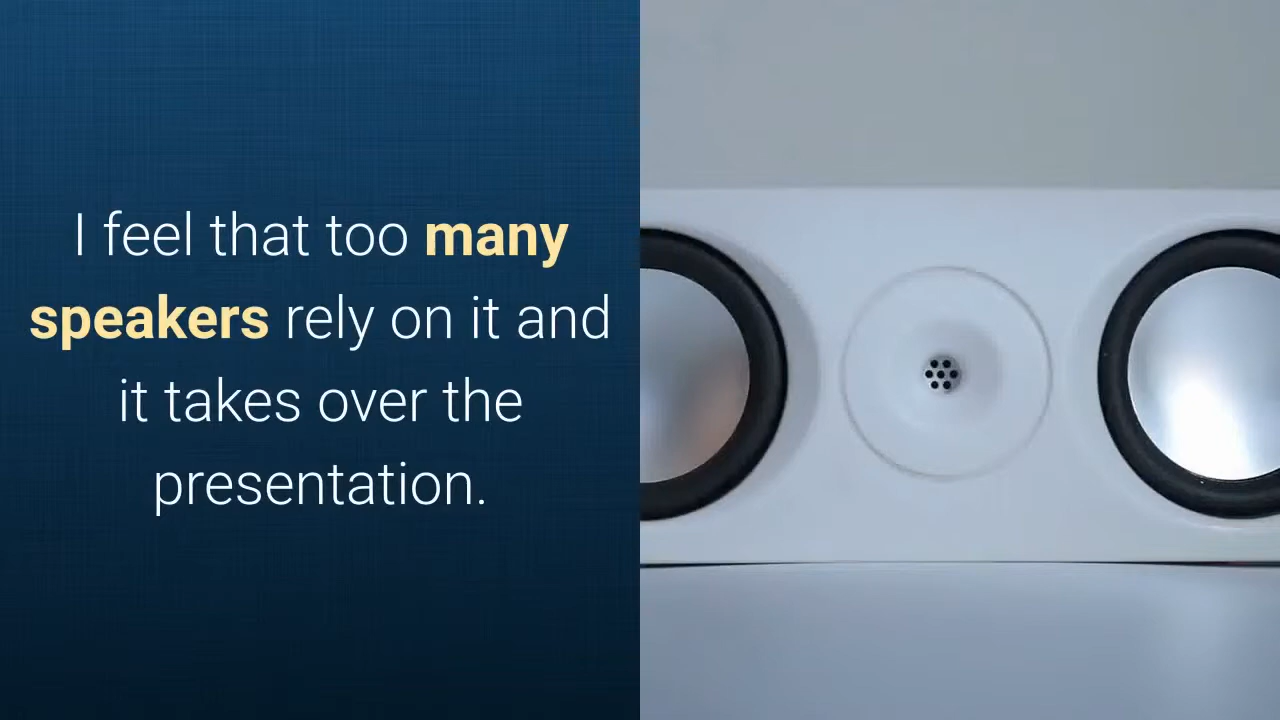 I feel that too many
speakers rely on it and
it takes over the
presentation.